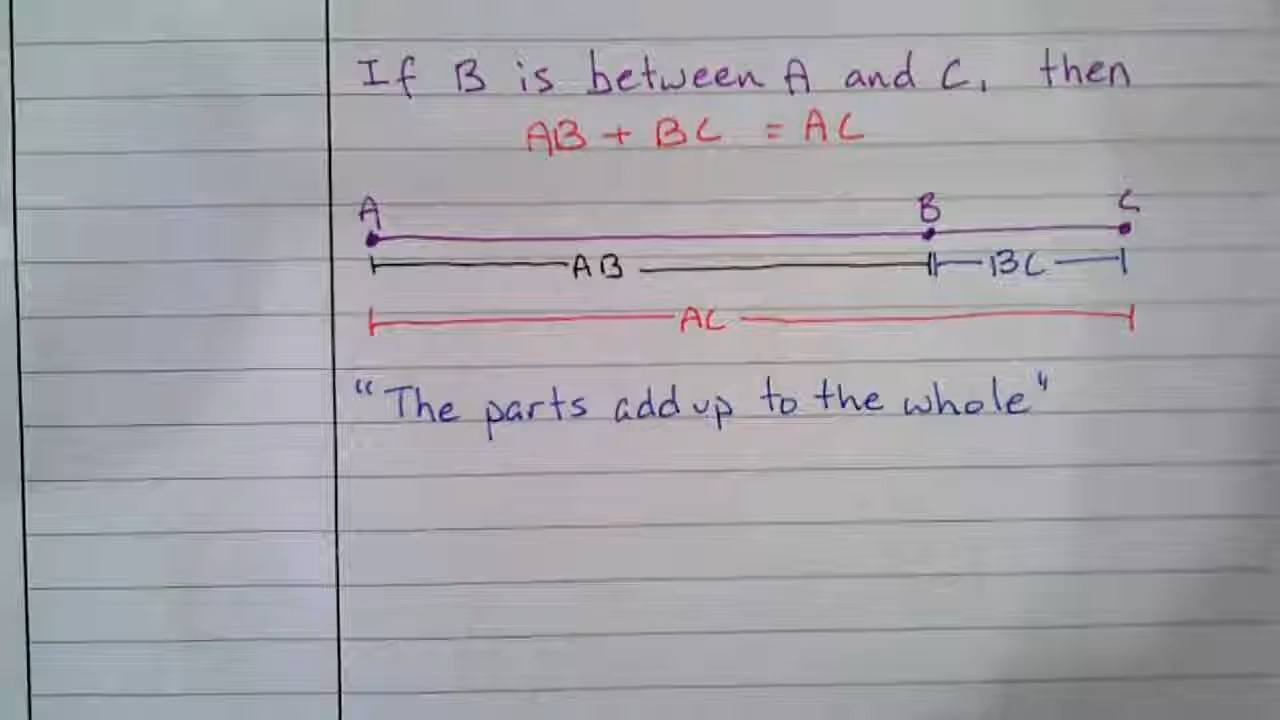 If B is between A and C, then
AB + BC = AC
A B C
AB BC
AC
"The parts add up to the whole"